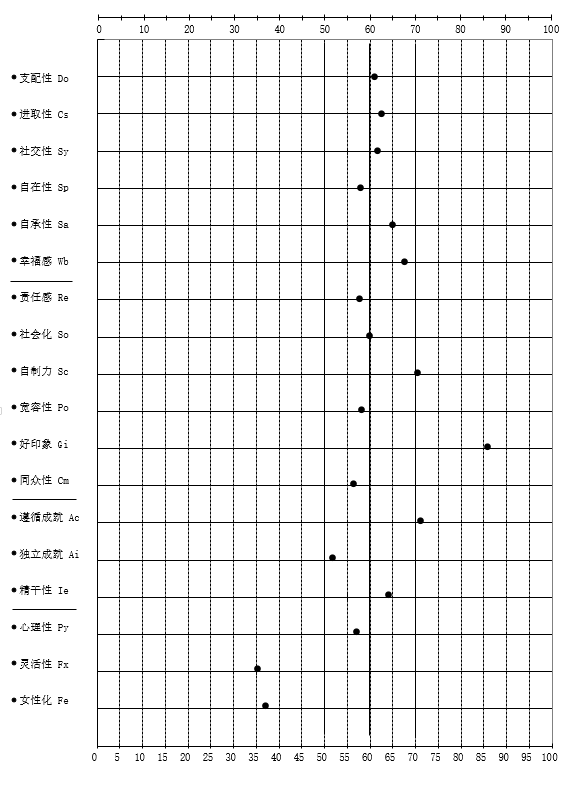 0 10 20 30 40 50 60 70 80 90 100
• 支配性 Do
• 进取性 Cs
• 社交性 Sy
• 自在性 Sp
• 自承性 Sa
• 幸福感 Wb
• 责任感 Re
• 社会化 So
• 自制力 Sc
• 宽容性 Po
• 好印象 Gi
• 同众性 Cm
• 遵循成就 Ac
• 独立成就 Ai
• 精干性 Ie
• 心理性 Py
• 灵活性 Fx
• 女性化 Fe
0 5 10 15 20 25 30 35 40 45 50 55 60 65 70 75 80 85 90 95 100